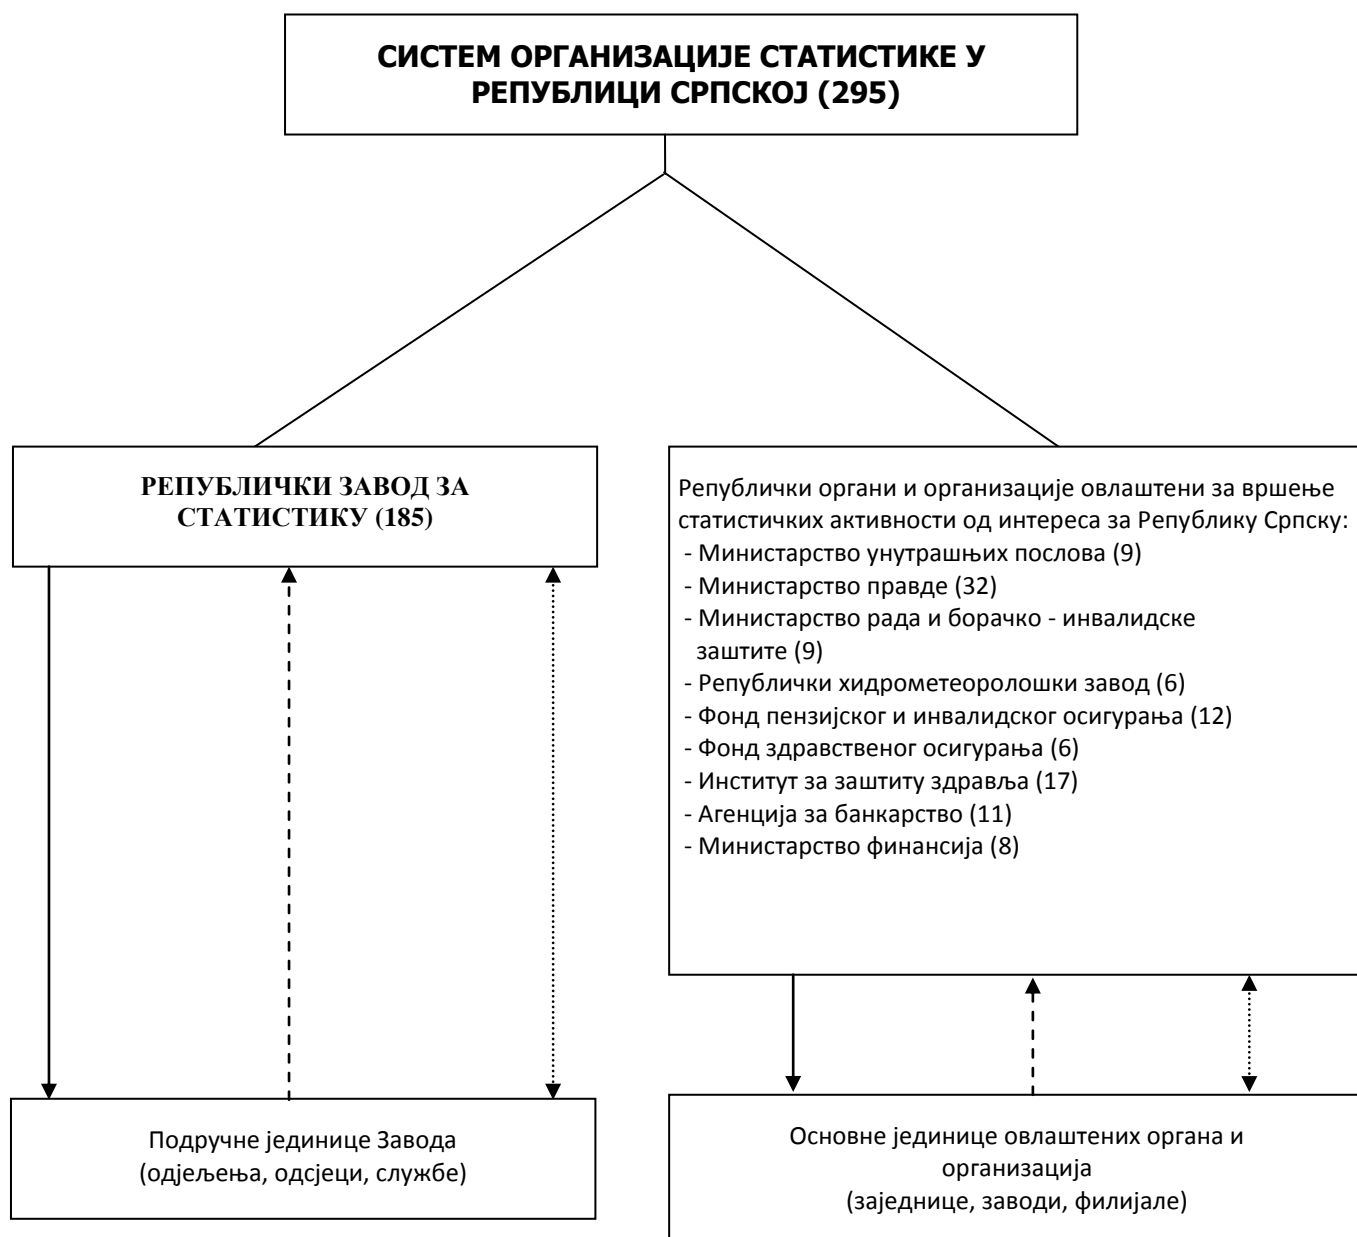 СИСТЕМ ОРГАНИЗАЦИЈЕ СТАТИСТИКЕ У
РЕПУБЛИЦИ СРПСКОЈ (295)
РЕПУБЛИЧКИ ЗАВОД ЗА
СТАТИСТИКУ (185)
Републички органи и организације овлаштени за вршење
статистичких активности од интереса за Републику Српску:
- Министарство унутрашњих послова (9)
- Министарство правде (32)
- Министарство рада и борачко - инвалидске
заштите (9)
- Републички хидрометеоролошки завод (6)
- Фонд пензијског и инвалидског осигурања (12)
- Фонд здравственог осигурања (6)
- Институт за заштиту здравља (17)
- Агенција за банкарство (11)
- Министарство финансија (8)
Подручне јединице Завода
(одјељења, одсјеци, службе)
Основне јединице овлаштених органа и
организација
(заједнице, заводи, филијале)